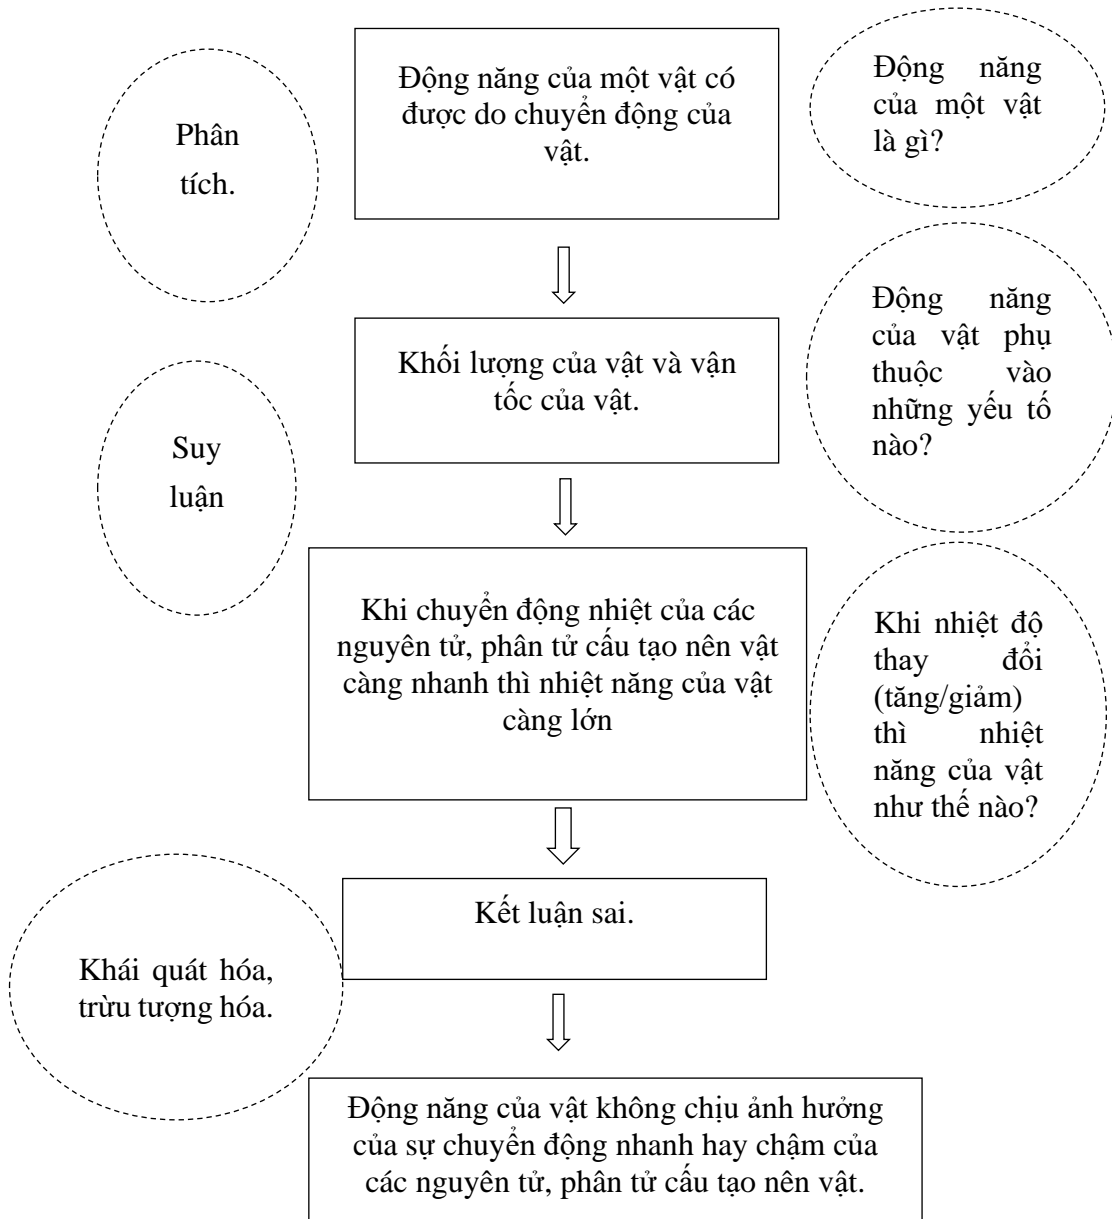 Động năng của một vật có
được do chuyển động của
vật.
Động năng
của một vật
là gì?
Phân
tích.
Khối lượng của vật và vận
tốc của vật.
Động năng
của vật phụ
thuộc vào
những yếu tố
nào?
Suy
luận
Khi chuyển động nhiệt của các
nguyên tử, phân tử cấu tạo nên vật
càng nhanh thì nhiệt năng của vật
càng lớn
Khi nhiệt độ
thay đổi
(tăng/giảm)
thì nhiệt
năng của vật
như thế nào?
Kết luận sai.
Khái quát hóa,
trừu tượng hóa.
Động năng của vật không chịu ảnh hưởng
của sự chuyển động nhanh hay chậm của
các nguyên tử, phân tử cấu tạo nên vật.